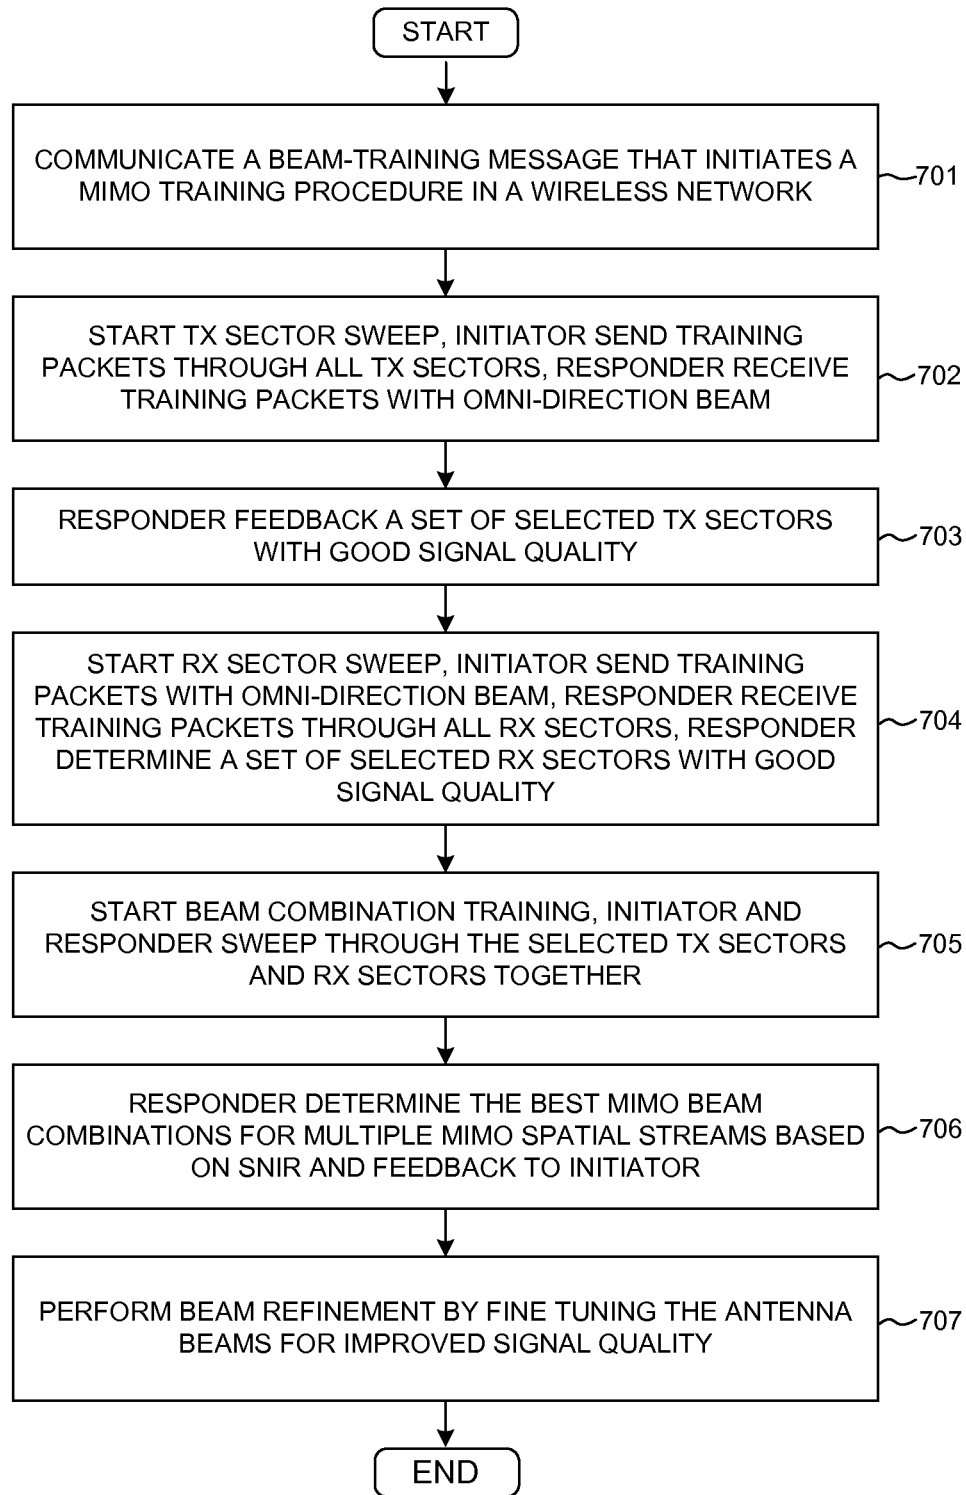 START
COMMUNICATE A BEAM-TRAINING MESSAGE THAT INITIATES A
MIMO TRAINING PROCEDURE IN A WIRELESS NETWORK
701
START TX SECTOR SWEEP, INITIATOR SEND TRAINING
PACKETS THROUGH ALL TX SECTORS, RESPONDER RECEIVE
TRAINING PACKETS WITH OMNI-DIRECTION BEAM
702
RESPONDER FEEDBACK A SET OF SELECTED TX SECTORS
WITH GOOD SIGNAL QUALITY
703
START RX SECTOR SWEEP, INITIATOR SEND TRAINING
PACKETS WITH OMNI-DIRECTION BEAM, RESPONDER RECEIVE
TRAINING PACKETS THROUGH ALL RX SECTORS, RESPONDER
DETERMINE A SET OF SELECTED RX SECTORS WITH GOOD
SIGNAL QUALITY
704
START BEAM COMBINATION TRAINING, INITIATOR AND
RESPONDER SWEEP THROUGH THE SELECTED TX SECTORS
AND RX SECTORS TOGETHER
705
RESPONDER DETERMINE THE BEST MIMO BEAM
COMBINATIONS FOR MULTIPLE MIMO SPATIAL STREAMS BASED
ON SNIR AND FEEDBACK TO INITIATOR
706
PERFORM BEAM REFINEMENT BY FINE TUNING THE ANTENNA
BEAMS FOR IMPROVED SIGNAL QUALITY
707
END